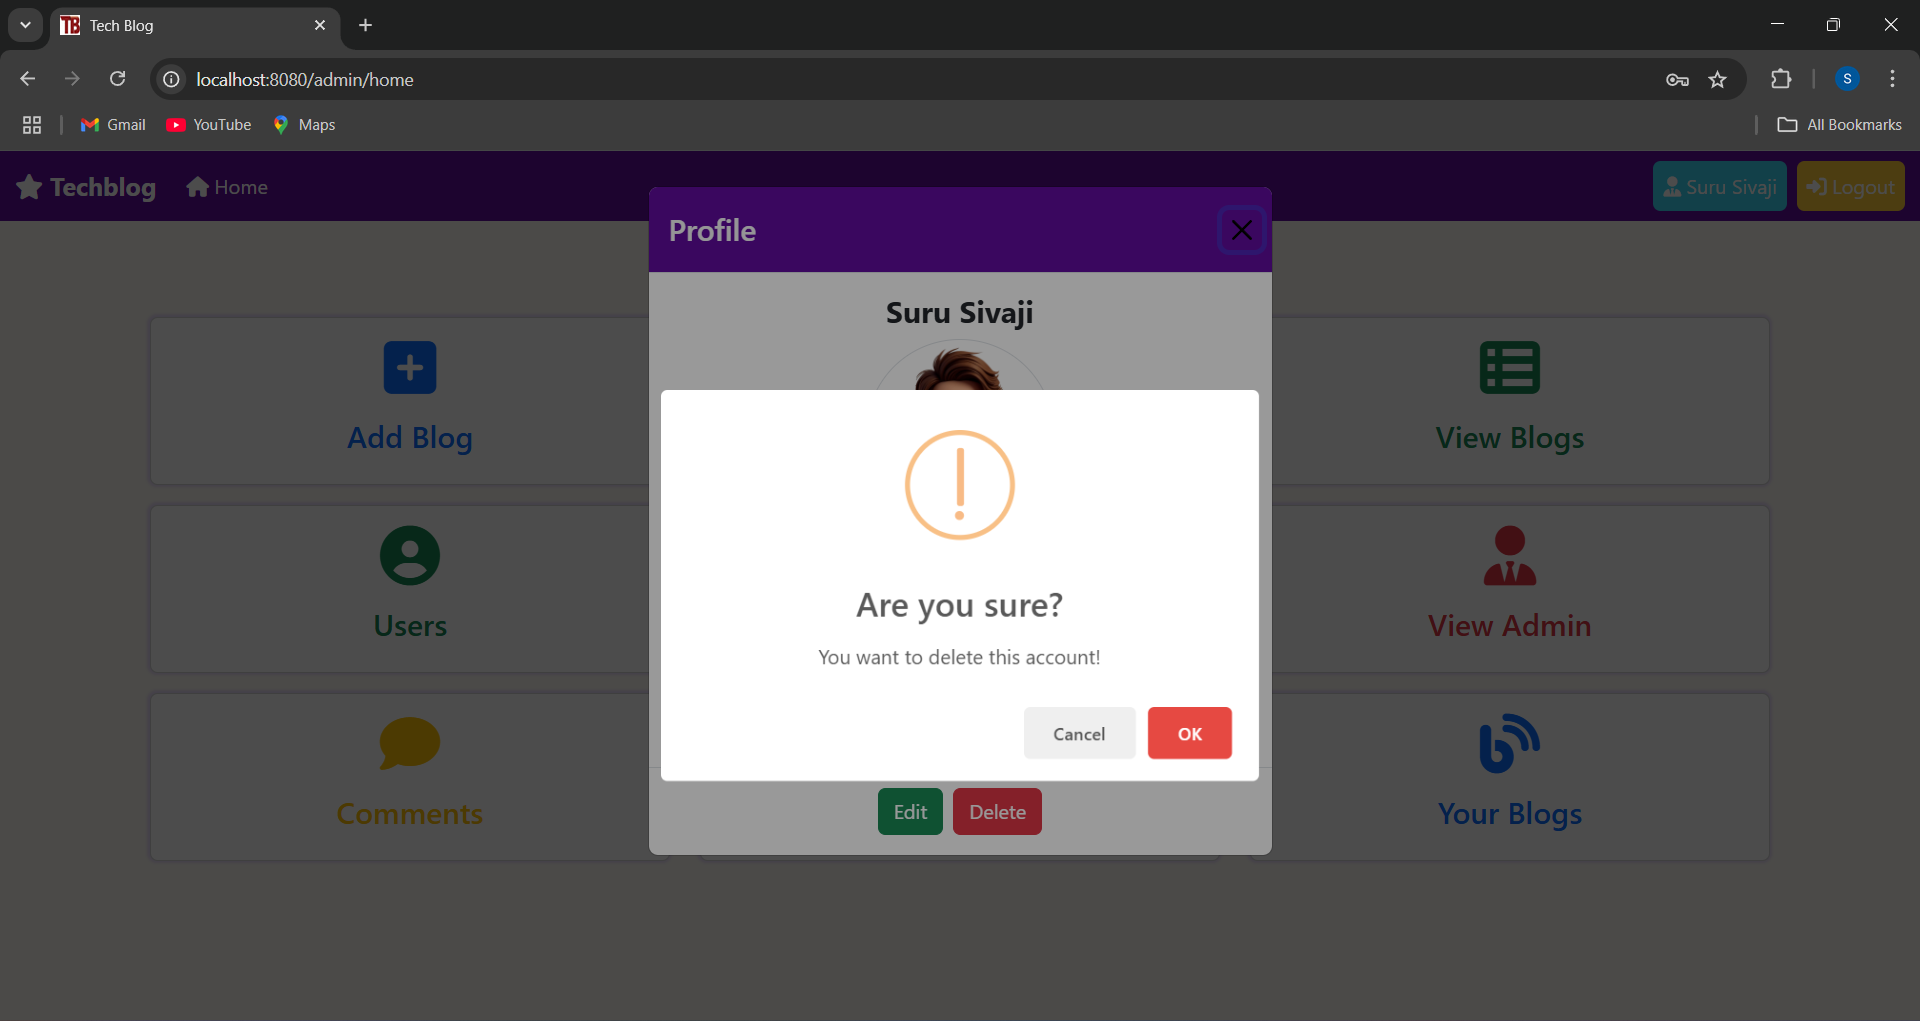 TB Tech Blog
localhost:8080/admin/home
Gmail YouTube Maps All Bookmarks
S
Techblog Home Suru Sivaji Logout
Profile
Suru Sivaji
Add Blog View Blogs
Are you sure?
You want to delete this account!
Users View Admin
Cancel OK
Edit Delete
Comments Your Blogs